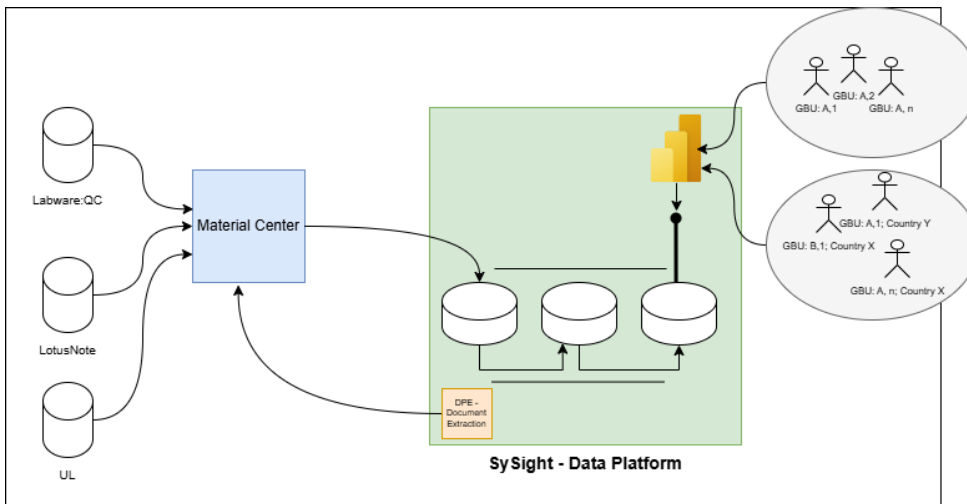 GBU: A,2
GBU: A,1
GBU: A, n
Labware:QC
Material Center
GBU: A,1; Country Y
GBU: B,1; Country X
GBU: A, n; Country X
LotusNote
DPE -
Document
Extraction
UL
SySight - Data Platform